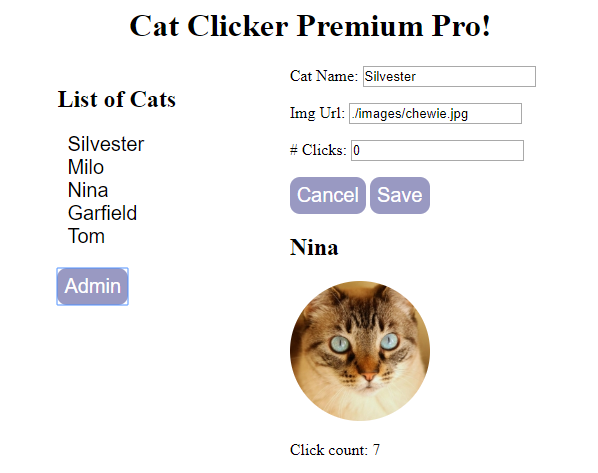 Cat Clicker Premium Pro!
List of Cats
Silvester
Milo
Nina
Garfield
Tom
Admin
Cat Name: Silvester
Img Url: ./images/chewie.jpg
# Clicks: 0
Cancel Save
Nina
Click count: 7